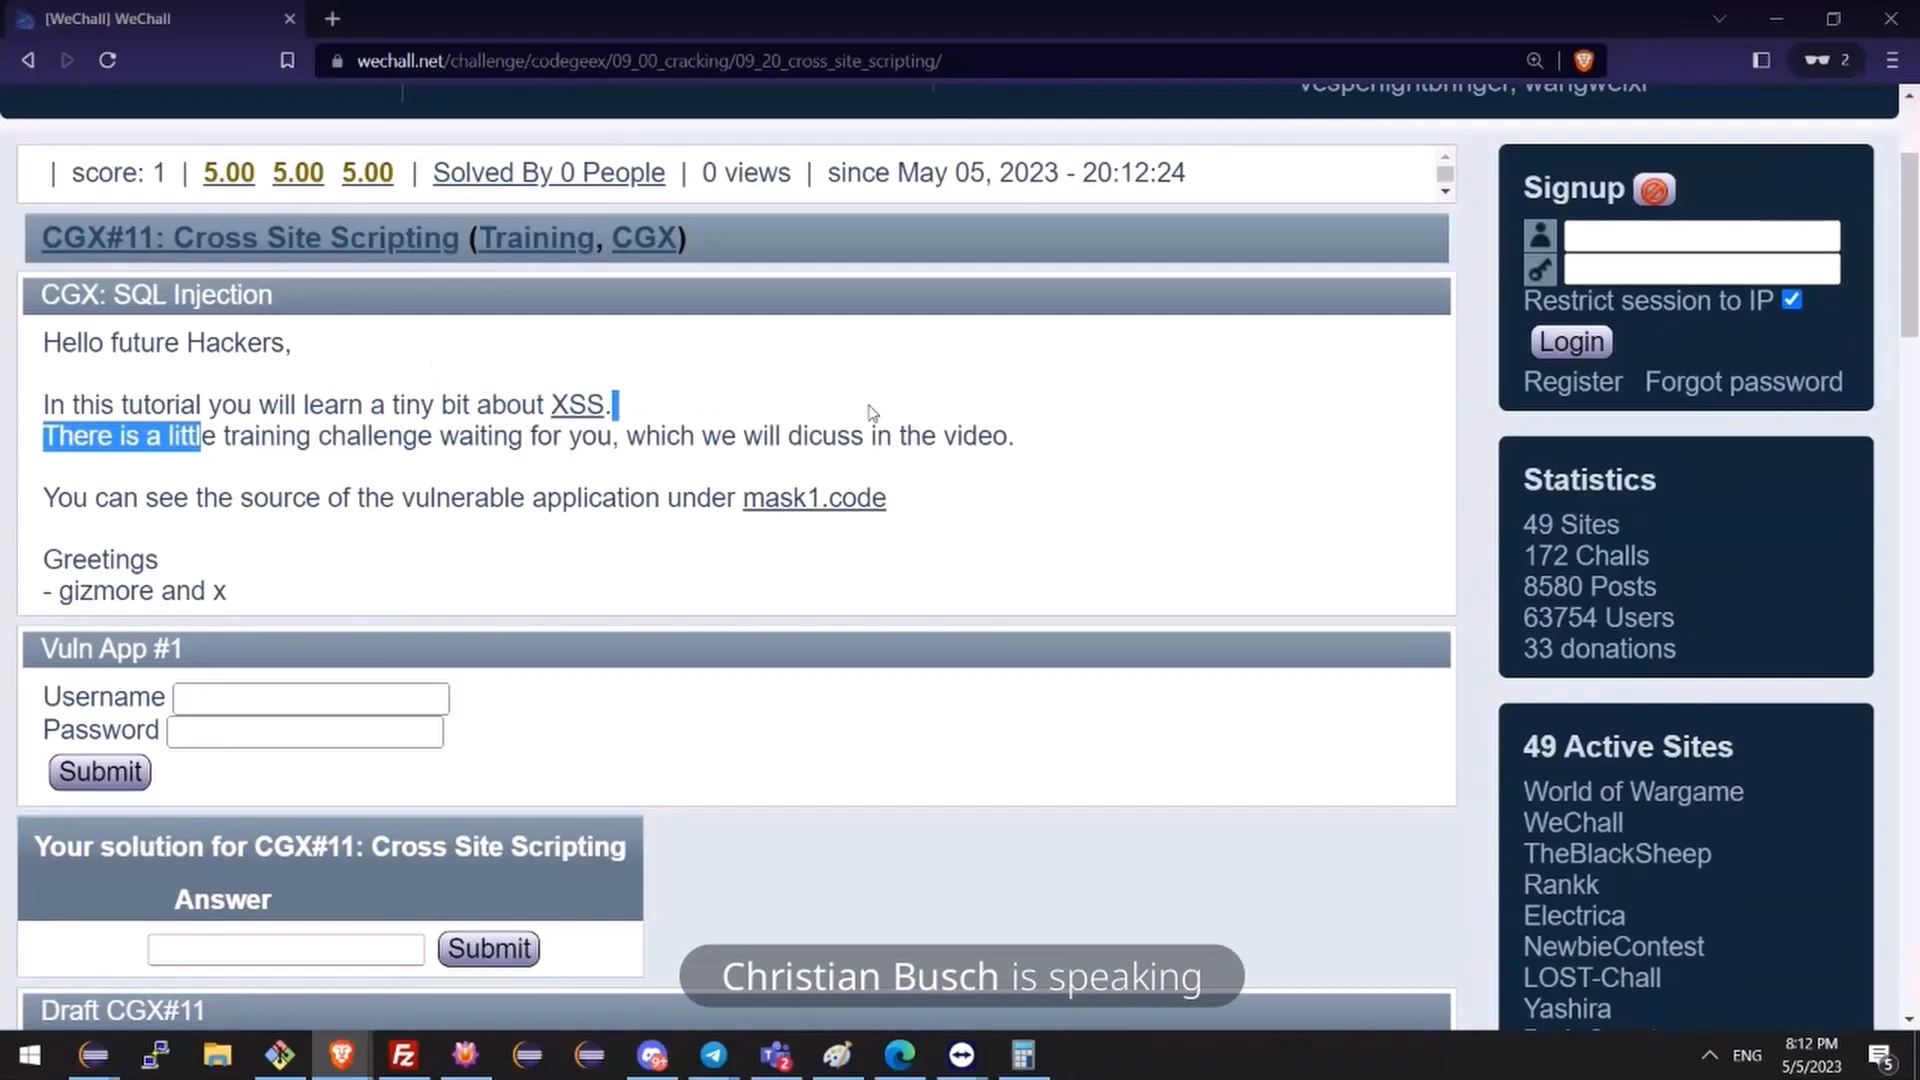 [WeChall] WeChall
wechall.net/challenge/codegeex/09_00_cracking/09_20_cross_site_scripting/
2
vespenightbringer, wangweixi
| score: 1 | 5.00 5.00 5.00 | Solved By 0 People | 0 views | since May 05, 2023 - 20:12:24
CGX#11: Cross Site Scripting (Training, CGX)
CGX: SQL Injection
Hello future Hackers,
In this tutorial you will learn a tiny bit about XSS.
There is a little training challenge waiting for you, which we will dicuss in the video.
You can see the source of the vulnerable application under mask1.code
Greetings
- gizmore and x
Vuln App #1
Username
Password
Submit
Your solution for CGX#11: Cross Site Scripting
Answer
Submit
Draft CGX#11
Signup
Restrict session to IP
Login
Register Forgot password
Statistics
49 Sites
172 Challs
8580 Posts
63754 Users
33 donations
49 Active Sites
World of Wargame
WeChall
TheBlackSheep
Rankk
Electrica
NewbieContest
LOST-Chall
Yashira
Christian Busch is speaking
ENG
8:12 PM
5/5/2023
5